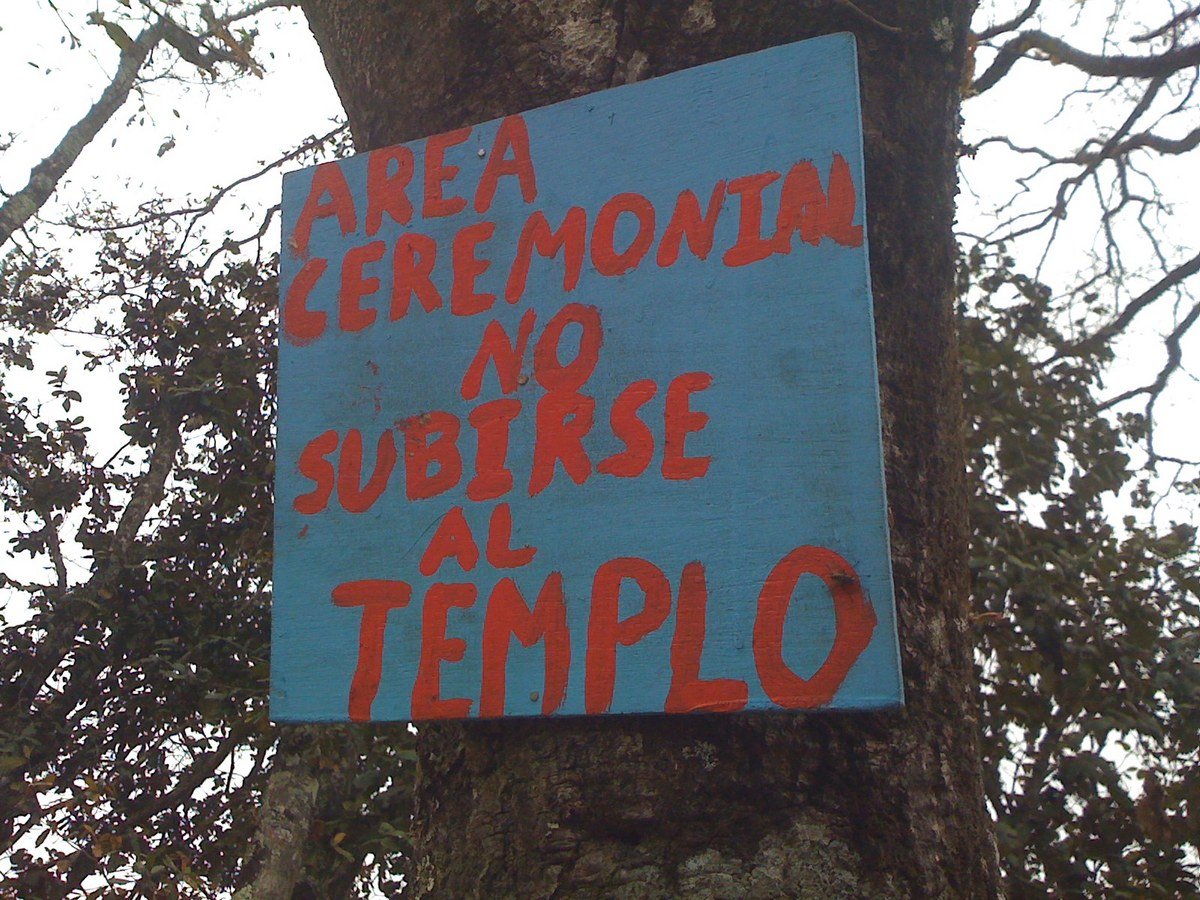 AREA
CEREMONIAL
NO
SUBIRSE
AL
TEMPLO